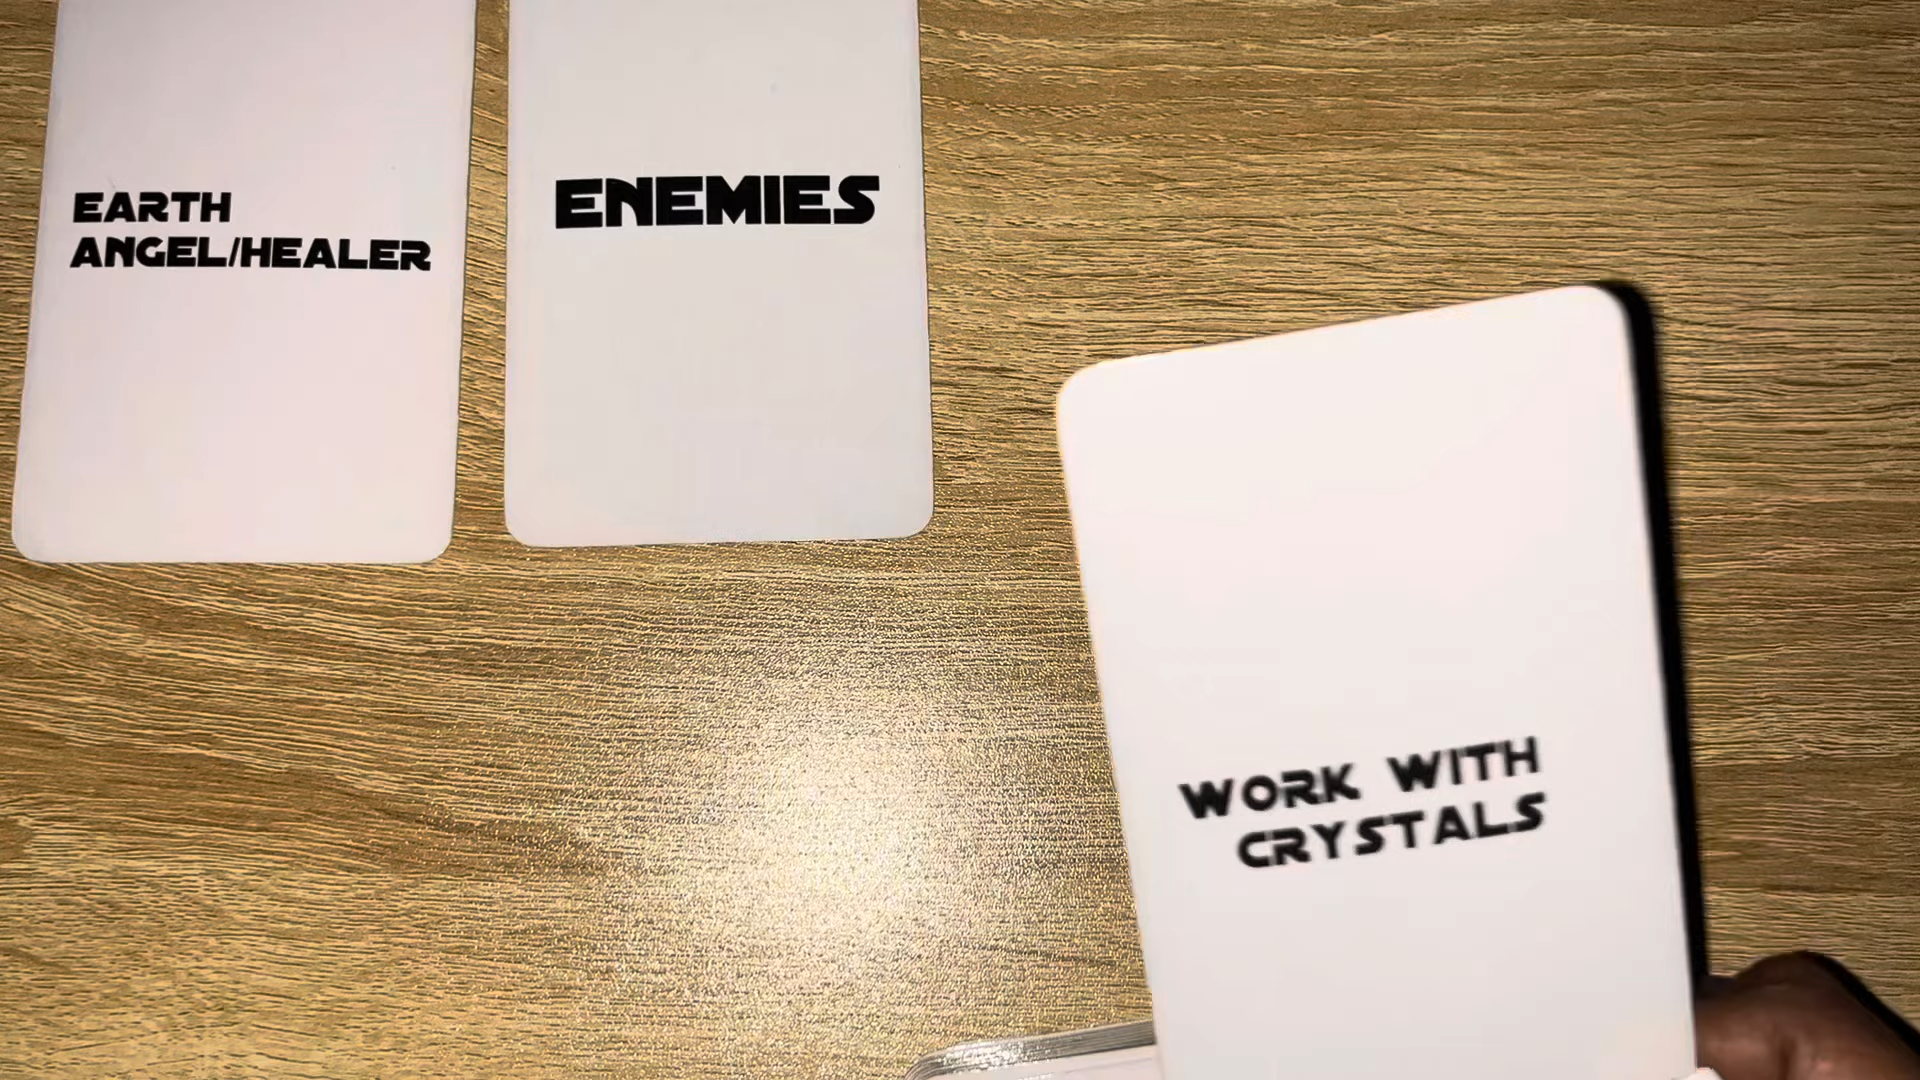 EARTH
ANGEL/HEALER
ENEMIES
WORK WITH
CRYSTALS